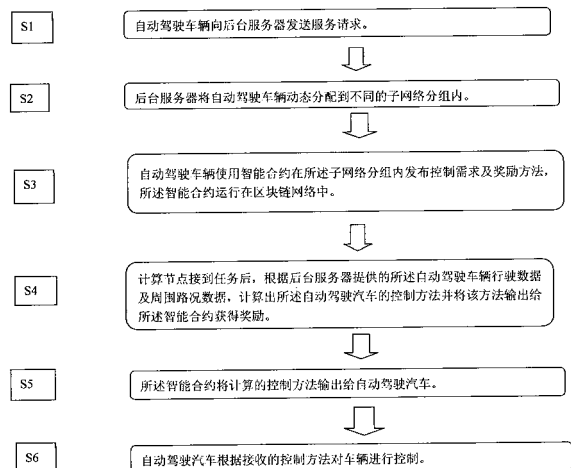 S1
自动驾驶车辆向后台服务器发送服务请求。
S2
后台服务器将自动驾驶车辆动态分配到不同的子网络分组内。
S3
自动驾驶车辆使用智能合约在所述子网络分组内发布控制需求及奖励方法，
所述智能合约运行在区块链网络中。
S4
计算节点接到任务后，根据后台服务器提供的所述自动驾驶车辆行驶数据
及周围路况数据，计算出所述自动驾驶汽车的控制方法并将该方法输出给
所述智能合约获得奖励。
S5
所述智能合约将计算的控制方法输出给自动驾驶汽车。
S6
自动驾驶汽车根据接收的控制方法对车辆进行控制。